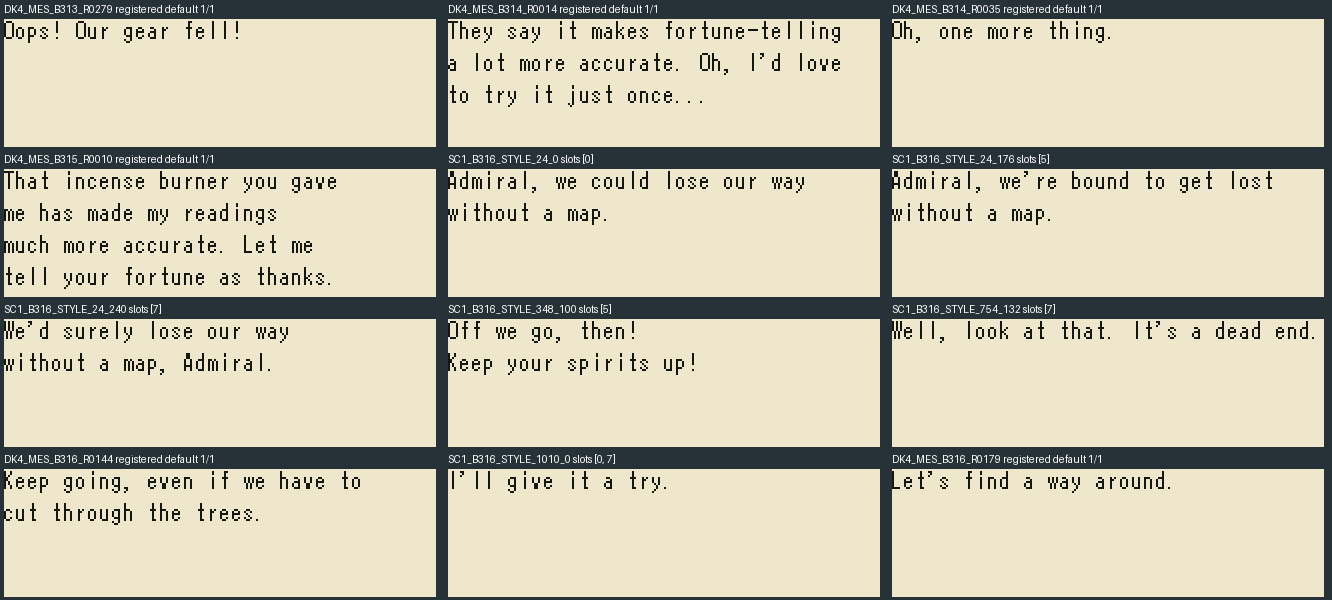 DK4_MES_B313_R0279 registered default 1/1
Oops! Our gear fell!
DK4_MES_B314_R0014 registered default 1/1
They say it makes fortune-telling
a lot more accurate. Oh, I'd love
to try it just once...
DK4_MES_B314_R0035 registered default 1/1
Oh, one more thing.
DK4_MES_B315_R0010 registered default 1/1
That incense burner you gave
me has made my readings
much more accurate. Let me
tell your fortune as thanks.
SC1_B316_STYLE_24_0 slots [0]
Admiral, we could lose our way
without a map.
SC1_B316_STYLE_24_176 slots [5]
Admiral, we're bound to get lost
without a map.
SC1_B316_STYLE_24_240 slots [7]
We'd surely lose our way
without a map, Admiral.
SC1_B316_STYLE_348_100 slots [5]
Off we go, then!
Keep your spirits up!
SC1_B316_STYLE_754_132 slots [7]
Well, look at that. It's a dead end.
DK4_MES_B316_R0144 registered default 1/1
Keep going, even if we have to
cut through the trees.
SC1_B316_STYLE_1010_0 slots [0, 7]
I'll give it a try.
DK4_MES_B316_R0179 registered default 1/1
Let's find a way around.